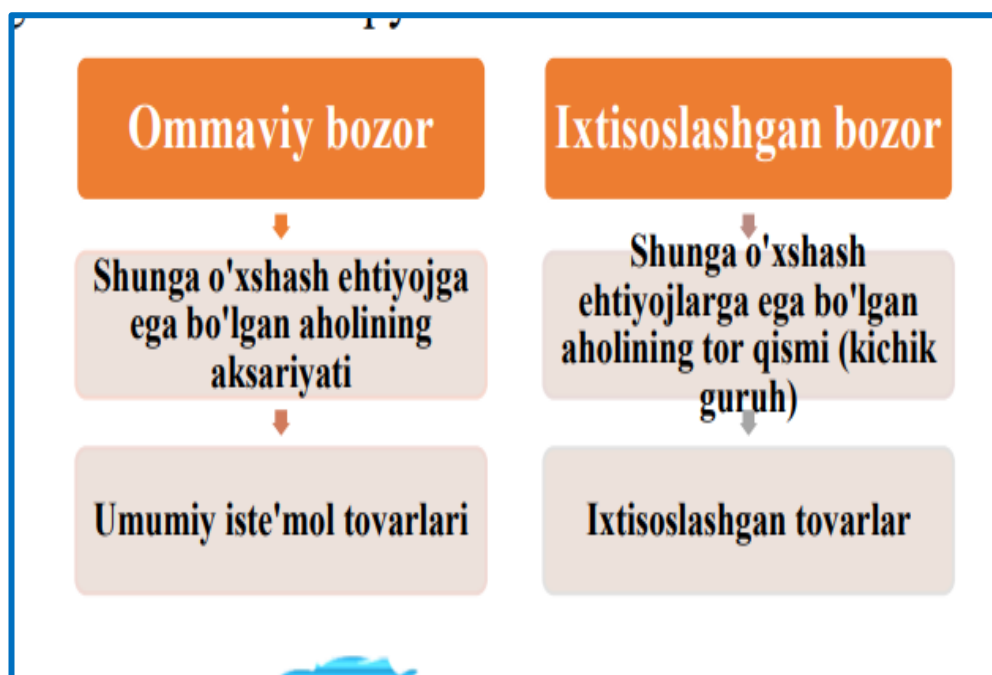 Ommaviy bozor
Shunga o'xshash ehtiyojga
ega bo'lgan aholining
aksariyati
Umumiy iste'mol tovarlari
Ixtisoslashgan bozor
Shunga o'xshash
ehtiyojlarga ega bo'lgan
aholining tor qismi (kichik
guruh)
Ixtisoslashgan tovarlar